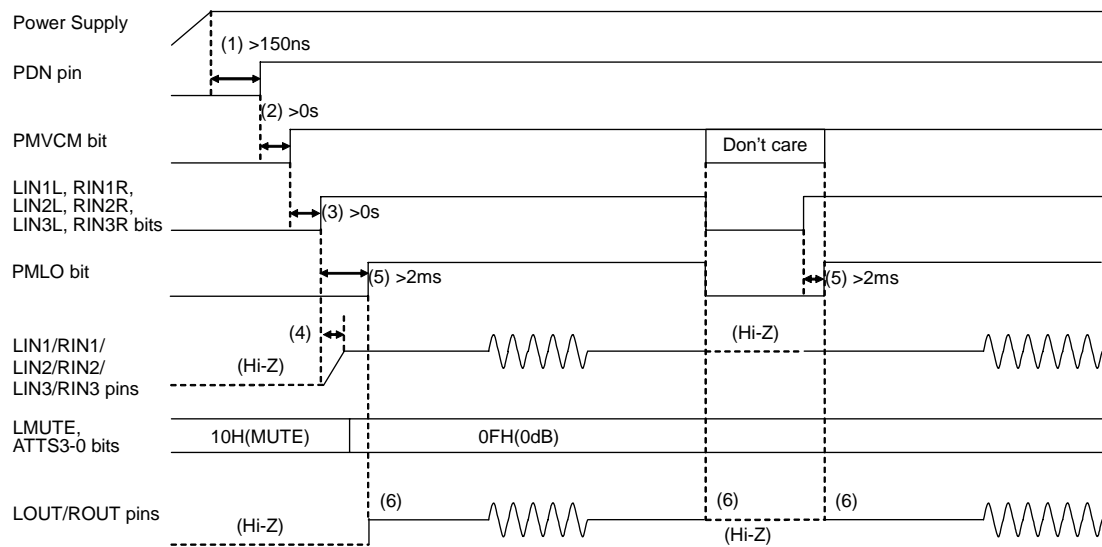 Power Supply
(1) >150ns
PDN pin
(2) >0s
PMVCM bit
Don't care
LIN1L, RIN1R,
LIN2L, RIN2R,
LIN3L, RIN3R bits
(3) >0s
PMLO bit
(5) >2ms
(5) >2ms
(4)
LIN1/RIN1/
LIN2/RIN2/
LIN3/RIN3 pins
(Hi-Z)
(Hi-Z)
LMUTE,
ATTS3-0 bits
10H(MUTE)
0FH(0dB)
(6)
(6)
(6)
LOUT/ROUT pins
(Hi-Z)
(Hi-Z)